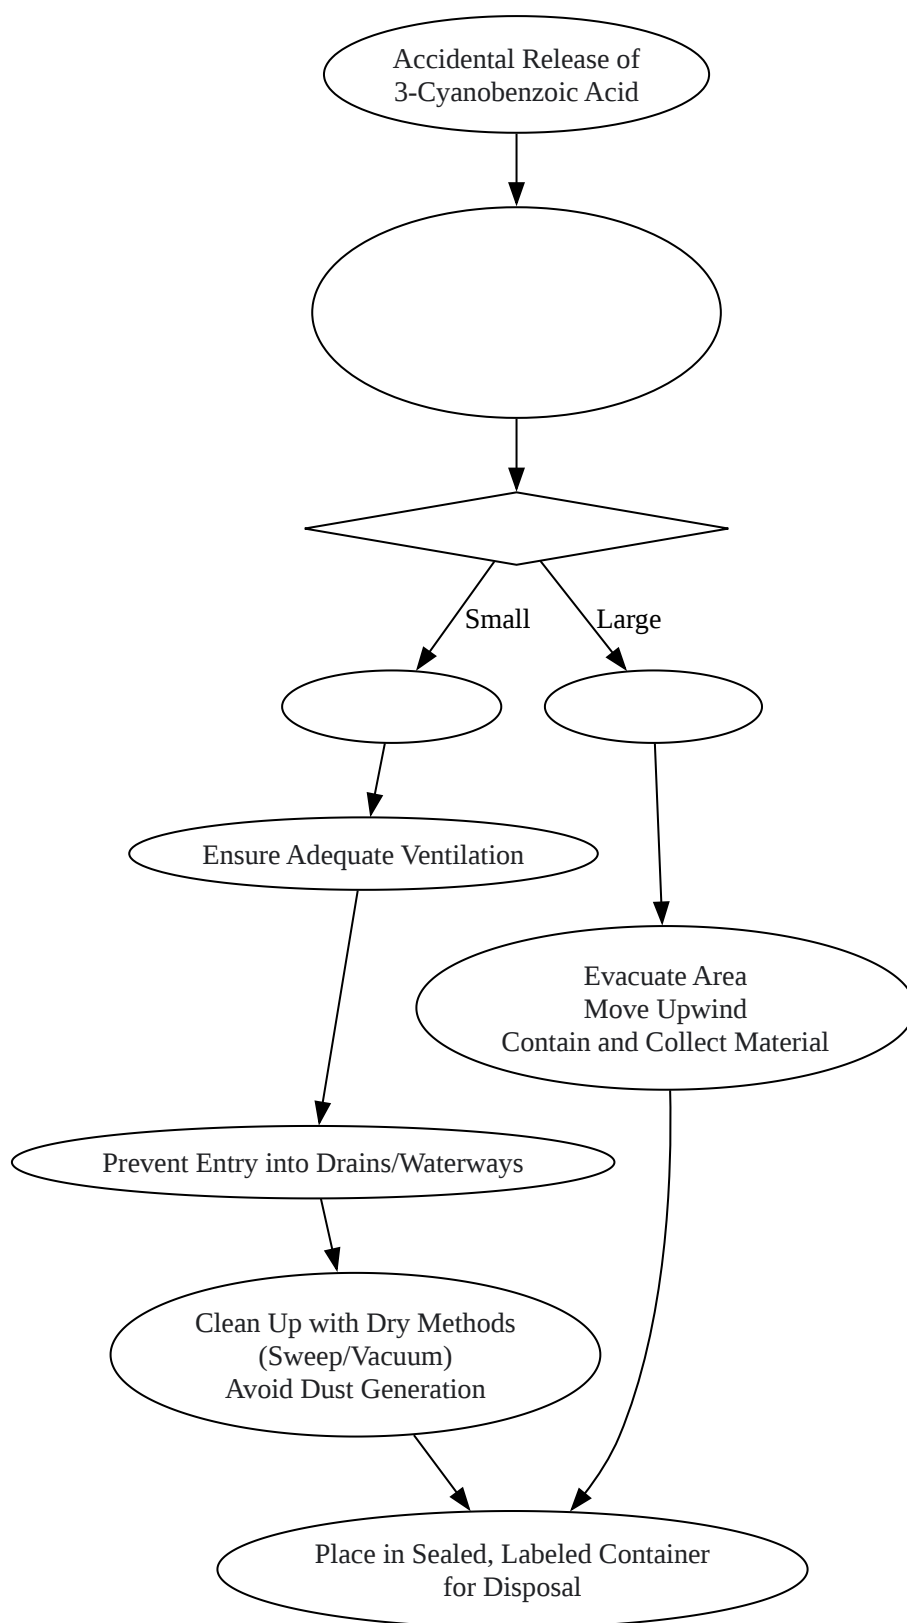 Accidental Release of
3-Cyanobenzoic Acid
Small
Large
Ensure Adequate Ventilation
Evacuate Area
Move Upwind
Contain and Collect Material
Prevent Entry into Drains/Waterways
Clean Up with Dry Methods
(Sweep/Vacuum)
Avoid Dust Generation
Place in Sealed, Labeled Container
for Disposal